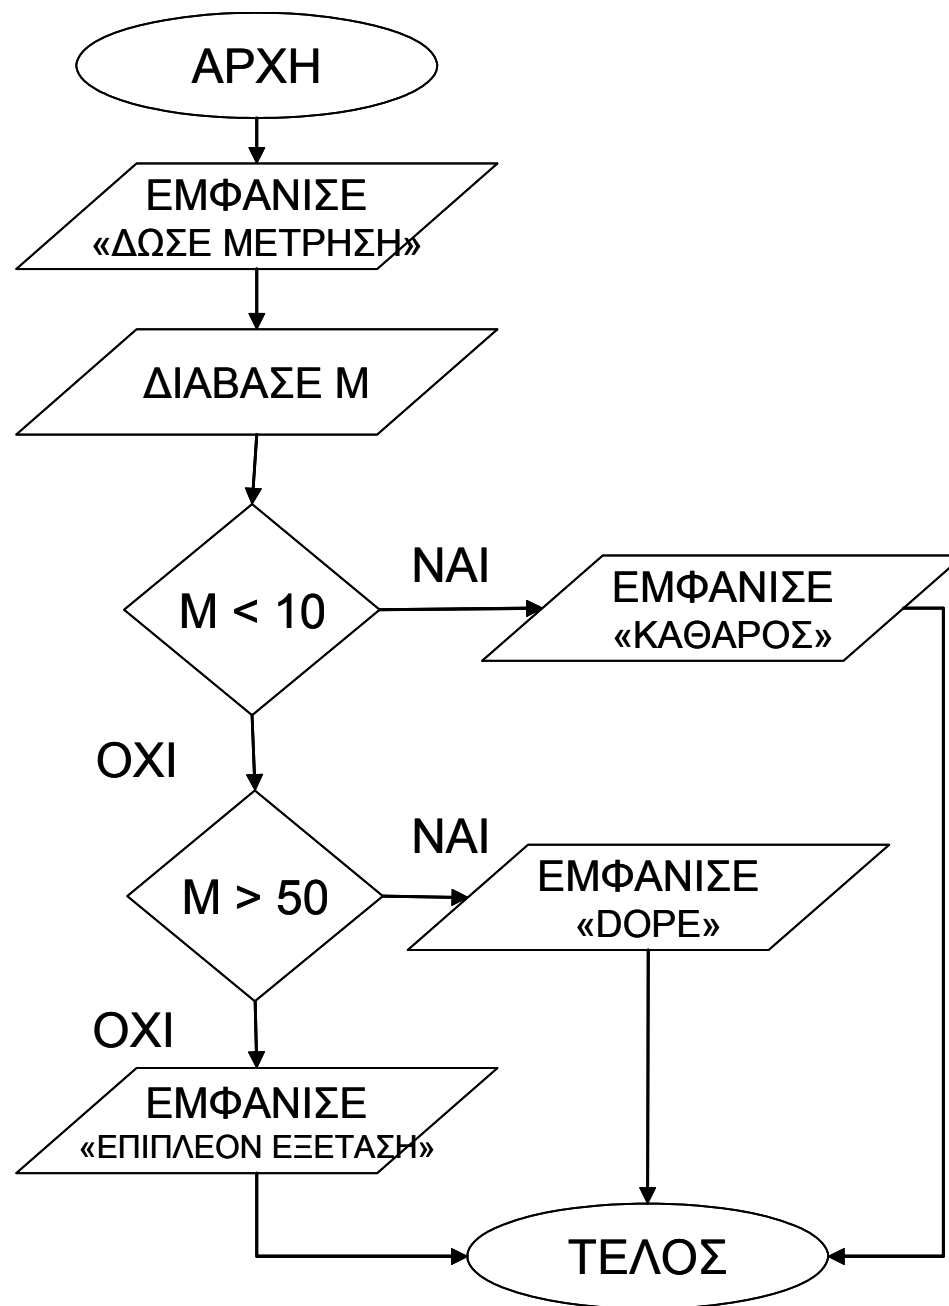 ΑΡΧΗ
ΕΜΦΑΝΙΣΕ
«ΔΩΣΕ ΜΕΤΡΗΣΗ»
ΔΙΑΒΑΣΕ Μ
Μ < 10
ΝΑΙ
ΕΜΦΑΝΙΣΕ
«ΚΑΘΑΡΟΣ»
ΟΧΙ
Μ > 50
ΝΑΙ
ΕΜΦΑΝΙΣΕ
«DOPE»
ΟΧΙ
ΕΜΦΑΝΙΣΕ
«ΕΠΙΠΛΕΟΝ ΕΞΕΤΑΣΗ»
ΤΕΛΟΣ